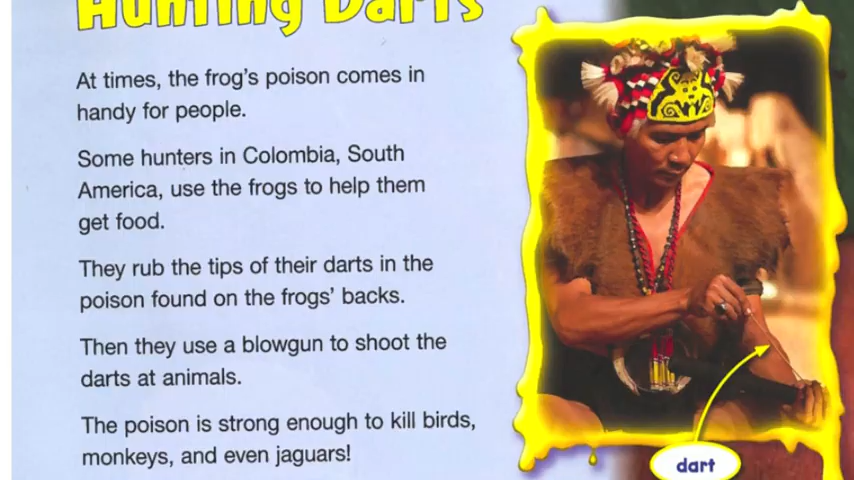 Hunting Darts
At times, the frog's poison comes in
handy for people.
Some hunters in Colombia, South
America, use the frogs to help them
get food.
They rub the tips of their darts in the
poison found on the frogs' backs.
Then they use a blowgun to shoot the
darts at animals.
The poison is strong enough to kill birds,
monkeys, and even jaguars!
dart